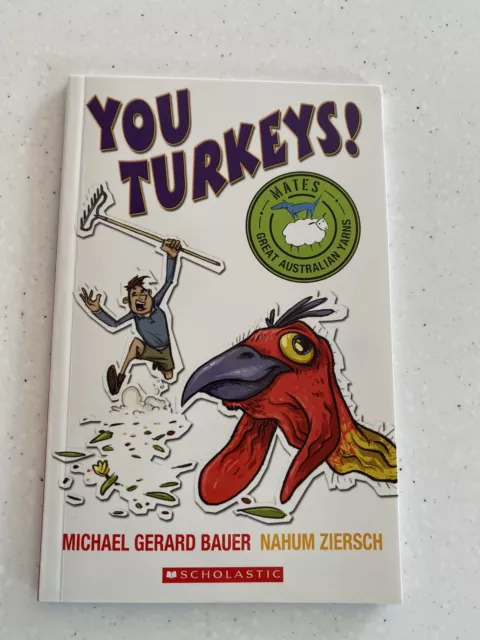 YOU
TURKEYS!
MATES
GREAT AUSTRALIAN YARNS
MICHAEL GERARD BAUER NAHUM ZIERSCH
SCHOLASTIC